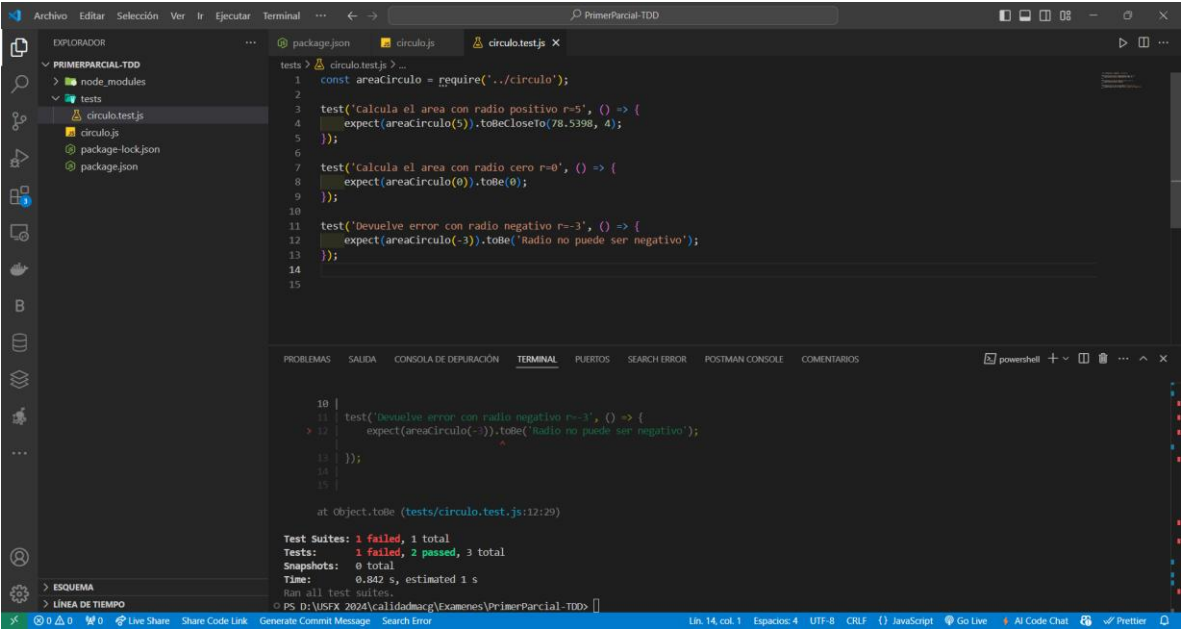 Archivo Editar Selección Ver Ir Ejecutar Terminal ··· PrimerParcial-TDD
EXPLORADOR ···
PRIMERPARCIAL-TDD
node_modules
tests
circulo.test.js
circulo.js
package-lock.json
package.json
ESQUEMA
LÍNEA DE TIEMPO
package.json circulo.js circulo.test.js
tests > circulo.test.js > ...
1 const areaCirculo = require('../circulo');
2
3 test('Calcula el area con radio positivo r=5', () => {
4 expect(areaCirculo(5)).toBeCloseTo(78.5398, 4);
5 });
6
7 test('Calcula el area con radio cero r=0', () => {
8 expect(areaCirculo(0)).toBe(0);
9 });
10
11 test('Devuelve error con radio negativo r=-3', () => {
12 expect(areaCirculo(-3)).toBe('Radio no puede ser negativo');
13 });
14
15
PROBLEMAS SALIDA CONSOLA DE DEPURACIÓN TERMINAL PUERTOS SEARCH ERROR POSTMAN CONSOLE COMENTARIOS powershell
10 |
11 | test('Devuelve error con radio negativo r=-3', () => {
> 12 | expect(areaCirculo(-3)).toBe('Radio no puede ser negativo');
| ^
13 | });
14 |
15 |
at Object.toBe (tests/circulo.test.js:12:29)
Test Suites: 1 failed, 1 total
Tests: 1 failed, 2 passed, 3 total
Snapshots: 0 total
Time: 0.842 s, estimated 1 s
Ran all test suites.
PS D:\USFX 2024\calidadmacg\Examenes\PrimerParcial-TDD>
0 0 0 Live Share Share Code Link Generate Commit Message Search Error Lín. 14, col. 1 Espacios: 4 UTF-8 CRLF {} JavaScript Go Live AI Code Chat Prettier